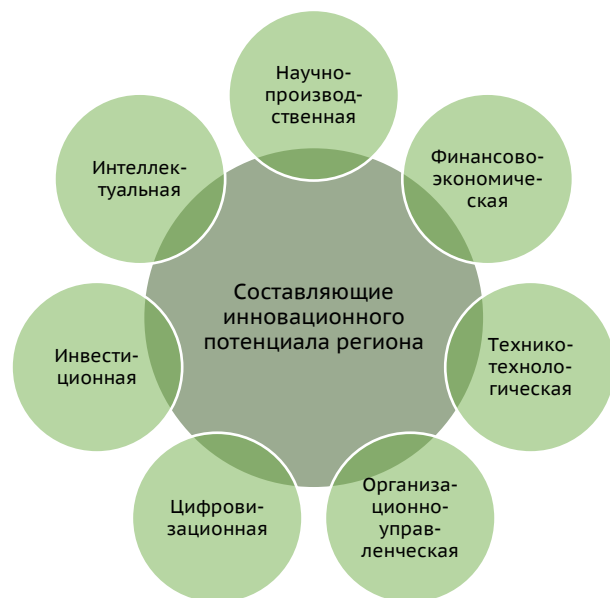 Научно-
производ-
ственная
Финансово-
экономиче-
ская
Технико-
техноло-
гическая
Организа-
ционно-
управ-
ленческая
Цифрови-
зационная
Инвести-
ционная
Интеллек-
туальная
Составляющие
инновационного
потенциала региона